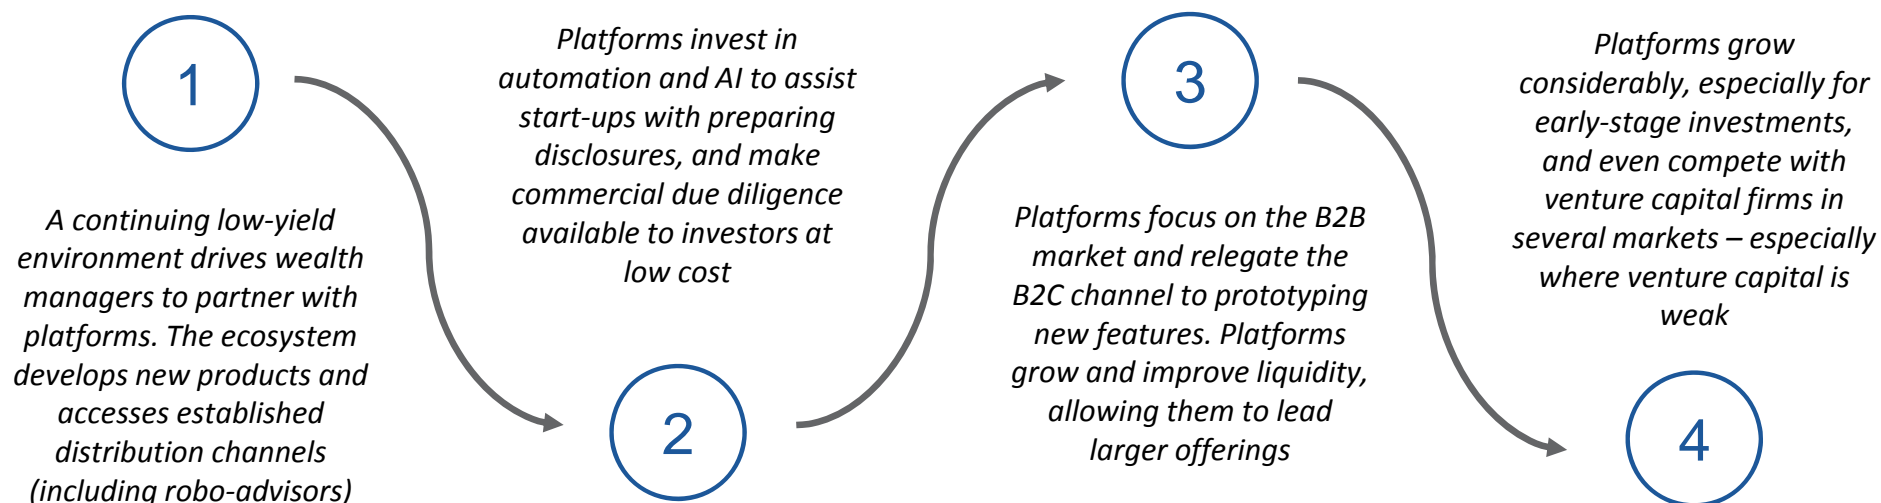 1
A continuing low-yield
environment drives wealth
managers to partner with
platforms. The ecosystem
develops new products and
accesses established
distribution channels
(including robo-advisors)
Platforms invest in
automation and AI to assist
start-ups with preparing
disclosures, and make
commercial due diligence
available to investors at
low cost
2
3
Platforms focus on the B2B
market and relegate the
B2C channel to prototyping
new features. Platforms
grow and improve liquidity,
allowing them to lead
larger offerings
Platforms grow
considerably, especially for
early-stage investments,
and even compete with
venture capital firms in
several markets – especially
where venture capital is
weak
4